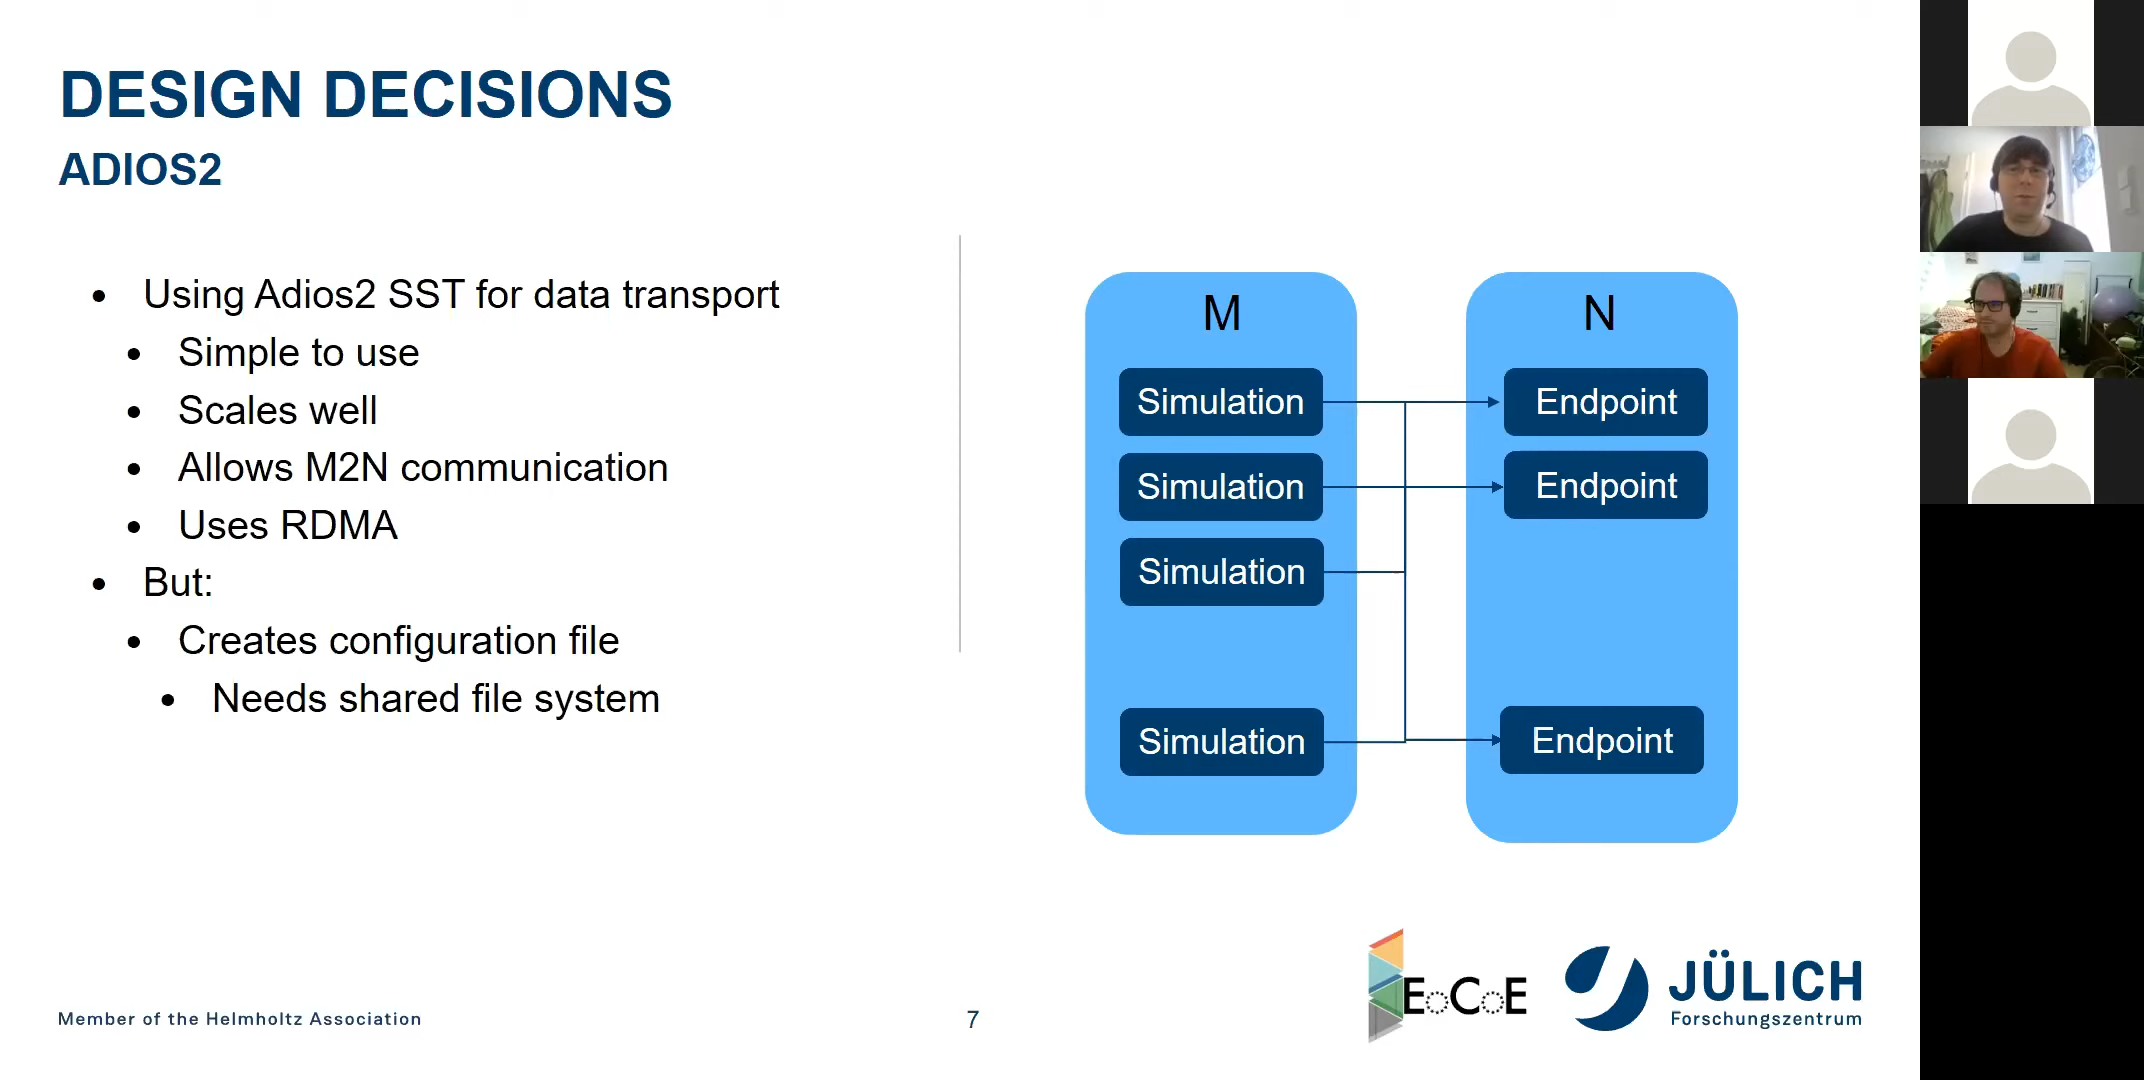 DESIGN DECISIONS
ADIOS2
• Using Adios2 SST for data transport
• Simple to use
• Scales well
• Allows M2N communication
• Uses RDMA
• But:
• Creates configuration file
• Needs shared file system
M
Simulation
Simulation
Simulation
Simulation
N
Endpoint
Endpoint
Endpoint
Member of the Helmholtz Association
7
EoCoE
JÜLICH
Forschungszentrum